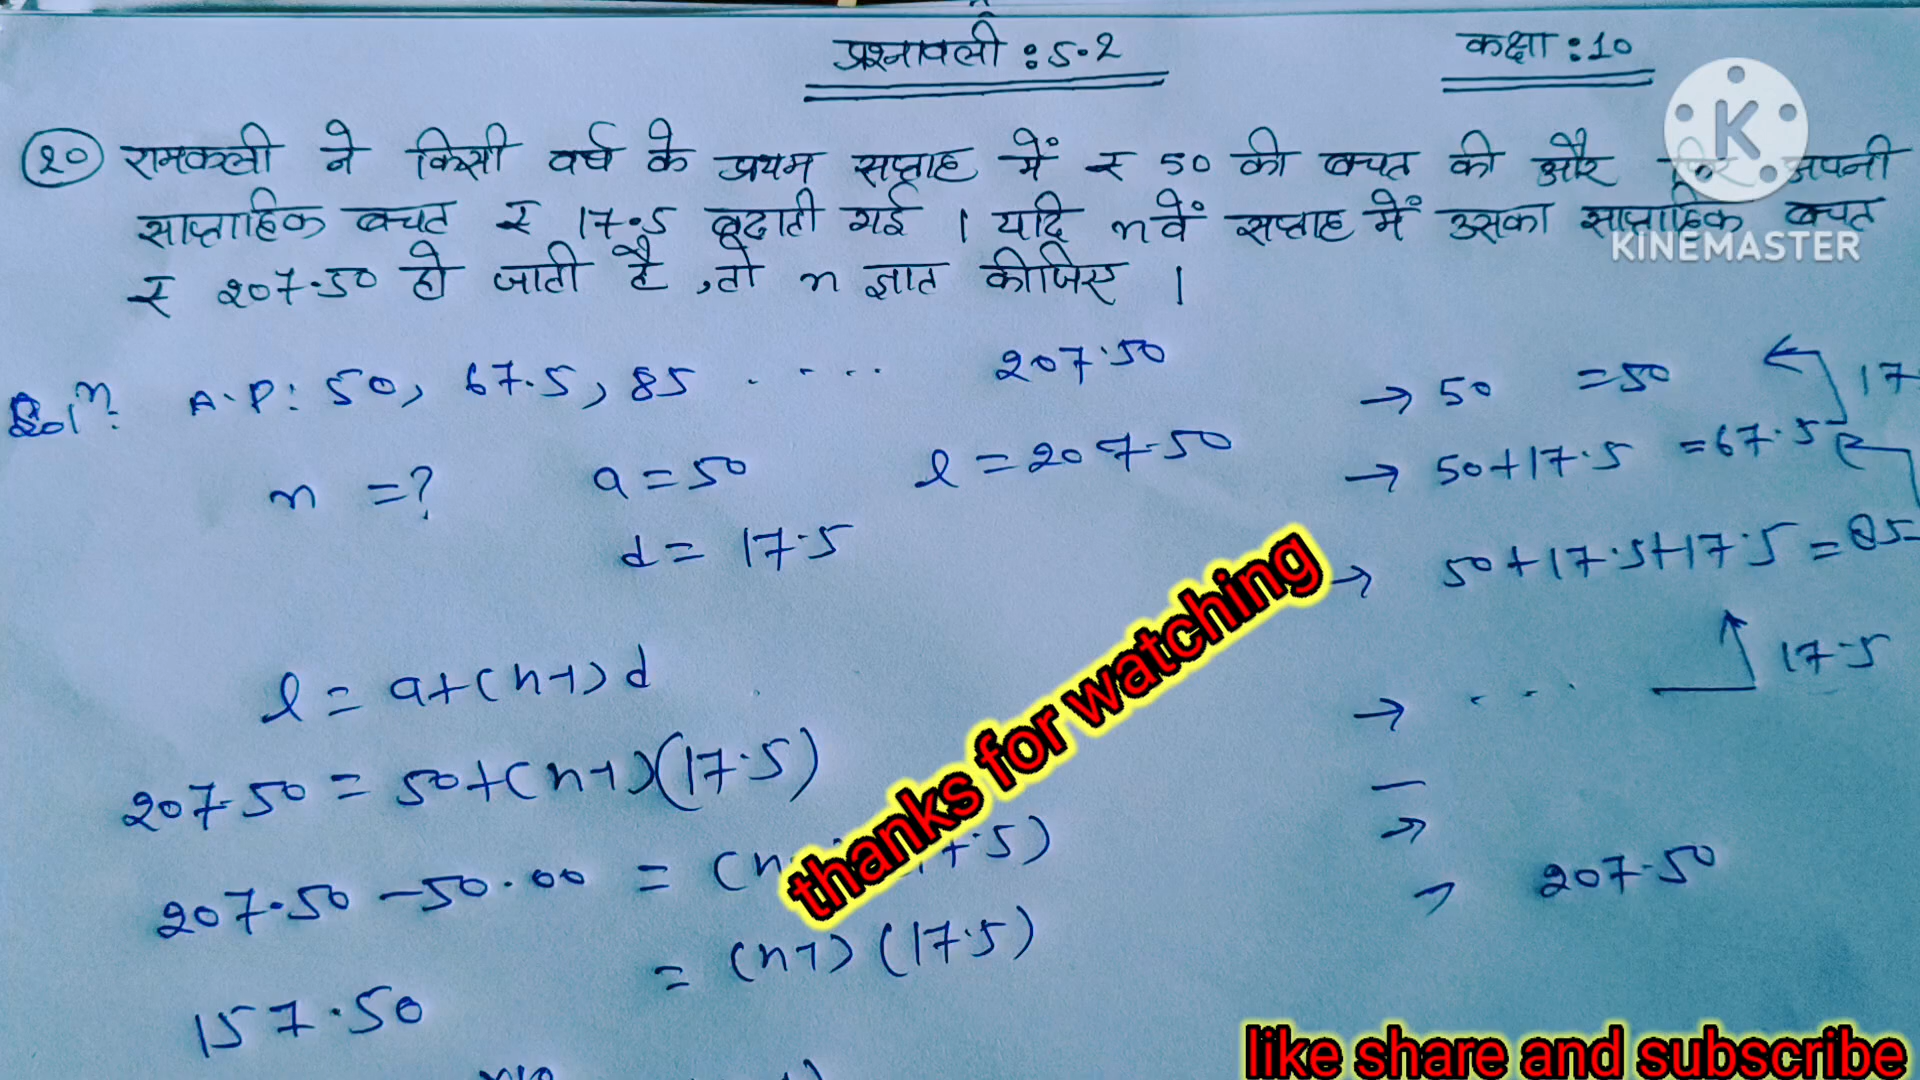 प्रश्नावली : 5.2
कक्षा : 10
20 रामकली ने किसी वर्ष के प्रथम सप्ताह में ₹ 50 की बचत की और फिर अपनी
साप्ताहिक बचत ₹ 17.5 बढ़ाती गई । यदि nवें सप्ताह में उसका साप्ताहिक बचत
₹ 207.50 हो जाती है, तो n ज्ञात कीजिए ।
K
KINEMASTER
Solⁿ: A.P: 50, 67.5, 85 . . . . 207.50
n = ? a = 50 l = 207.50
d = 17.5
l = a+(n-1)d
207.50 = 50+(n-1)(17.5)
207.50 - 50.00 = (n 7.5)
157.50 = (n-1)(17.5)
→ 50 = 50
17
→ 50+17.5 = 67.5
→ 50+17.5+17.5 = 85
→ . . . 17.5
→
→ 207.50
thanks for watching
like share and subscribe